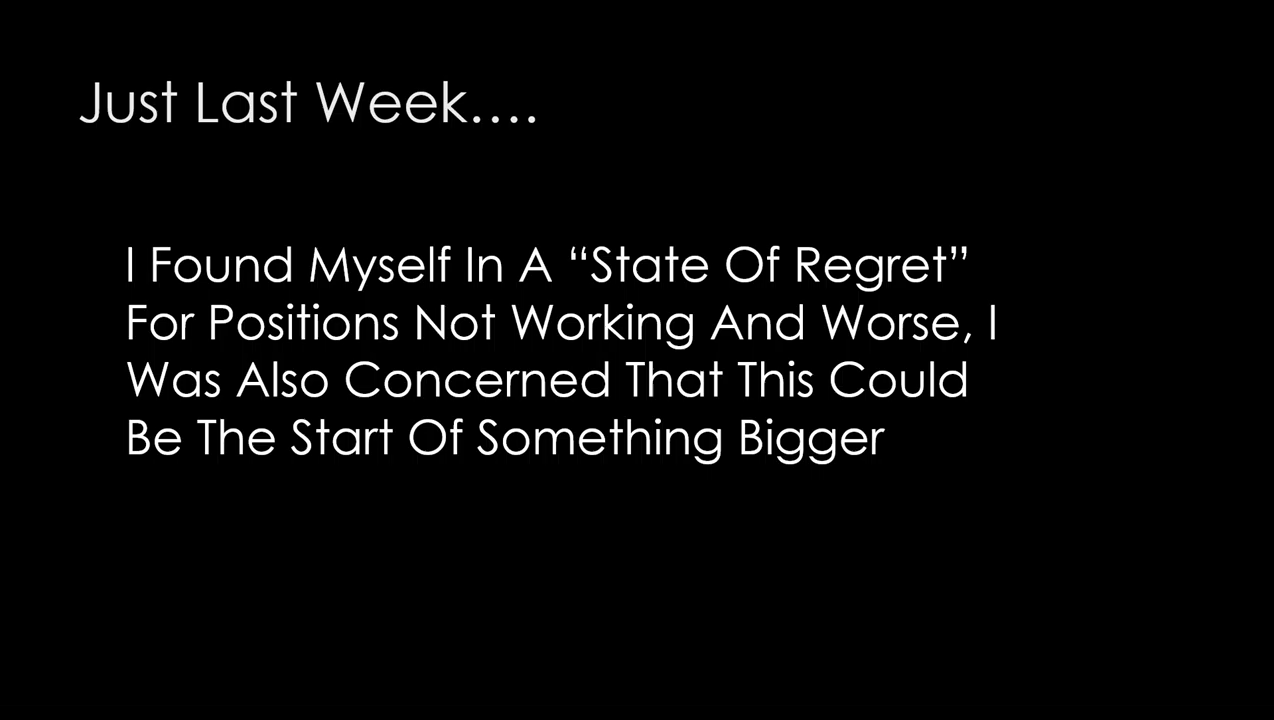 Just Last Week....
I Found Myself In A “State Of Regret”
For Positions Not Working And Worse, I
Was Also Concerned That This Could
Be The Start Of Something Bigger